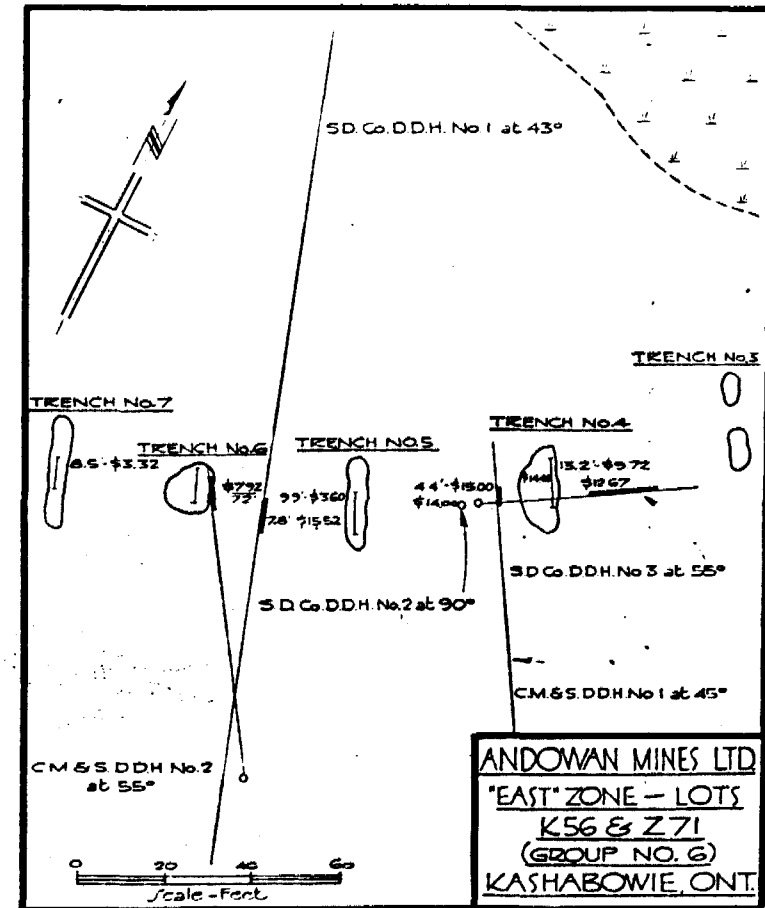 N
S.D. Co. D.D.H. No. 1 at 43°
TRENCH No. 3
TRENCH No. 7
8.5'-$3.32
TRENCH No. 6
$7.92
TRENCH NO. 5
9.9'-$3.60
7.8' $15.52
TRENCH No. 4
4.4'-$15.00
$14.00
13.2'-$9.72
$12.67
S.D. Co. D.D.H. No. 2 at 90°
S.D. Co. D.D.H. No 3 at 55°
C.M. & S. D.D.H. No 1 at 45°
C M & S. D.D.H No. 2
at 55°
0 20 40 60
Scale - Feet
ANDOWAN MINES LTD
"EAST" ZONE — LOTS
K56 & Z71
(GROUP NO. 6)
KASHABOWIE, ONT.